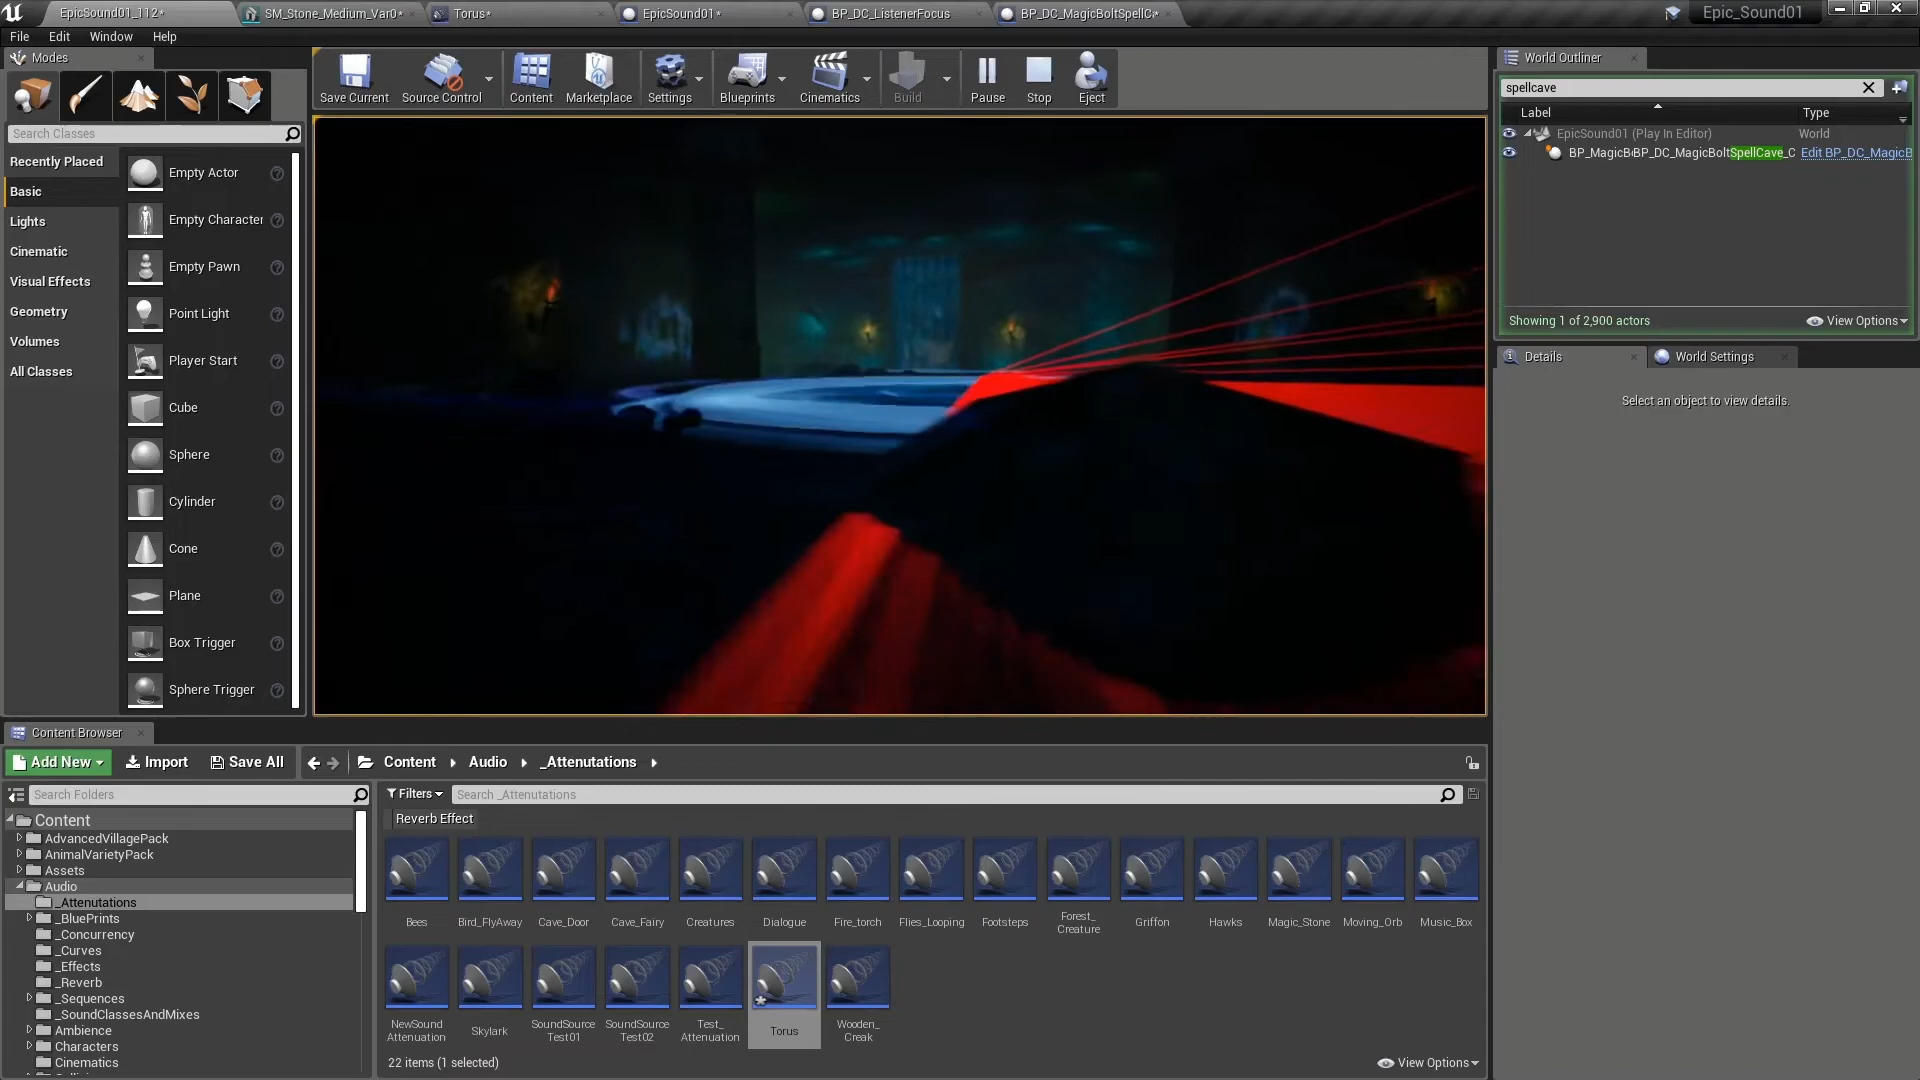 EpicSound01_112*
SM_Stone_Medium_Var0*
Torus*
EpicSound01*
BP_DC_ListenerFocus
BP_DC_MagicBoltSpellC*
Epic_Sound01
File
Edit
Window
Help
Modes
Search Classes
Recently Placed
Basic
Lights
Cinematic
Visual Effects
Geometry
Volumes
All Classes
Empty Actor
Empty Character
Empty Pawn
Point Light
Player Start
Cube
Sphere
Cylinder
Cone
Plane
Box Trigger
Sphere Trigger
Save Current
Source Control
Content
Marketplace
Settings
Blueprints
Cinematics
Build
Pause
Stop
Eject
World Outliner
spellcave
Label
Type
EpicSound01 (Play In Editor)
World
BP_DC_MagicBoltSpellCave_C
Edit BP_DC_MagicB
Showing 1 of 2,900 actors
View Options
Details
World Settings
Select an object to view details.
Content Browser
Add New
Import
Save All
Content
Audio
_Attenutations
Search Folders
Filters
Search _Attenutations
Reverb Effect
Content
AdvancedVillagePack
AnimalVarietyPack
Assets
Audio
_Attenutations
_BluePrints
_Concurrency
_Curves
_Effects
_Reverb
_Sequences
_SoundClassesAndMixes
Ambience
Characters
Cinematics
Bees
Bird_FlyAway
Cave_Door
Cave_Fairy
Creatures
Dialogue
Fire_torch
Flies_Looping
Footsteps
Forest_
Creature
Griffon
Hawks
Magic_Stone
Moving_Orb
Music_Box
NewSound
Attenuation
Skylark
SoundSource
Test01
SoundSource
Test02
Test_
Attenuation
Torus
Wooden_
Creak
22 items (1 selected)
View Options